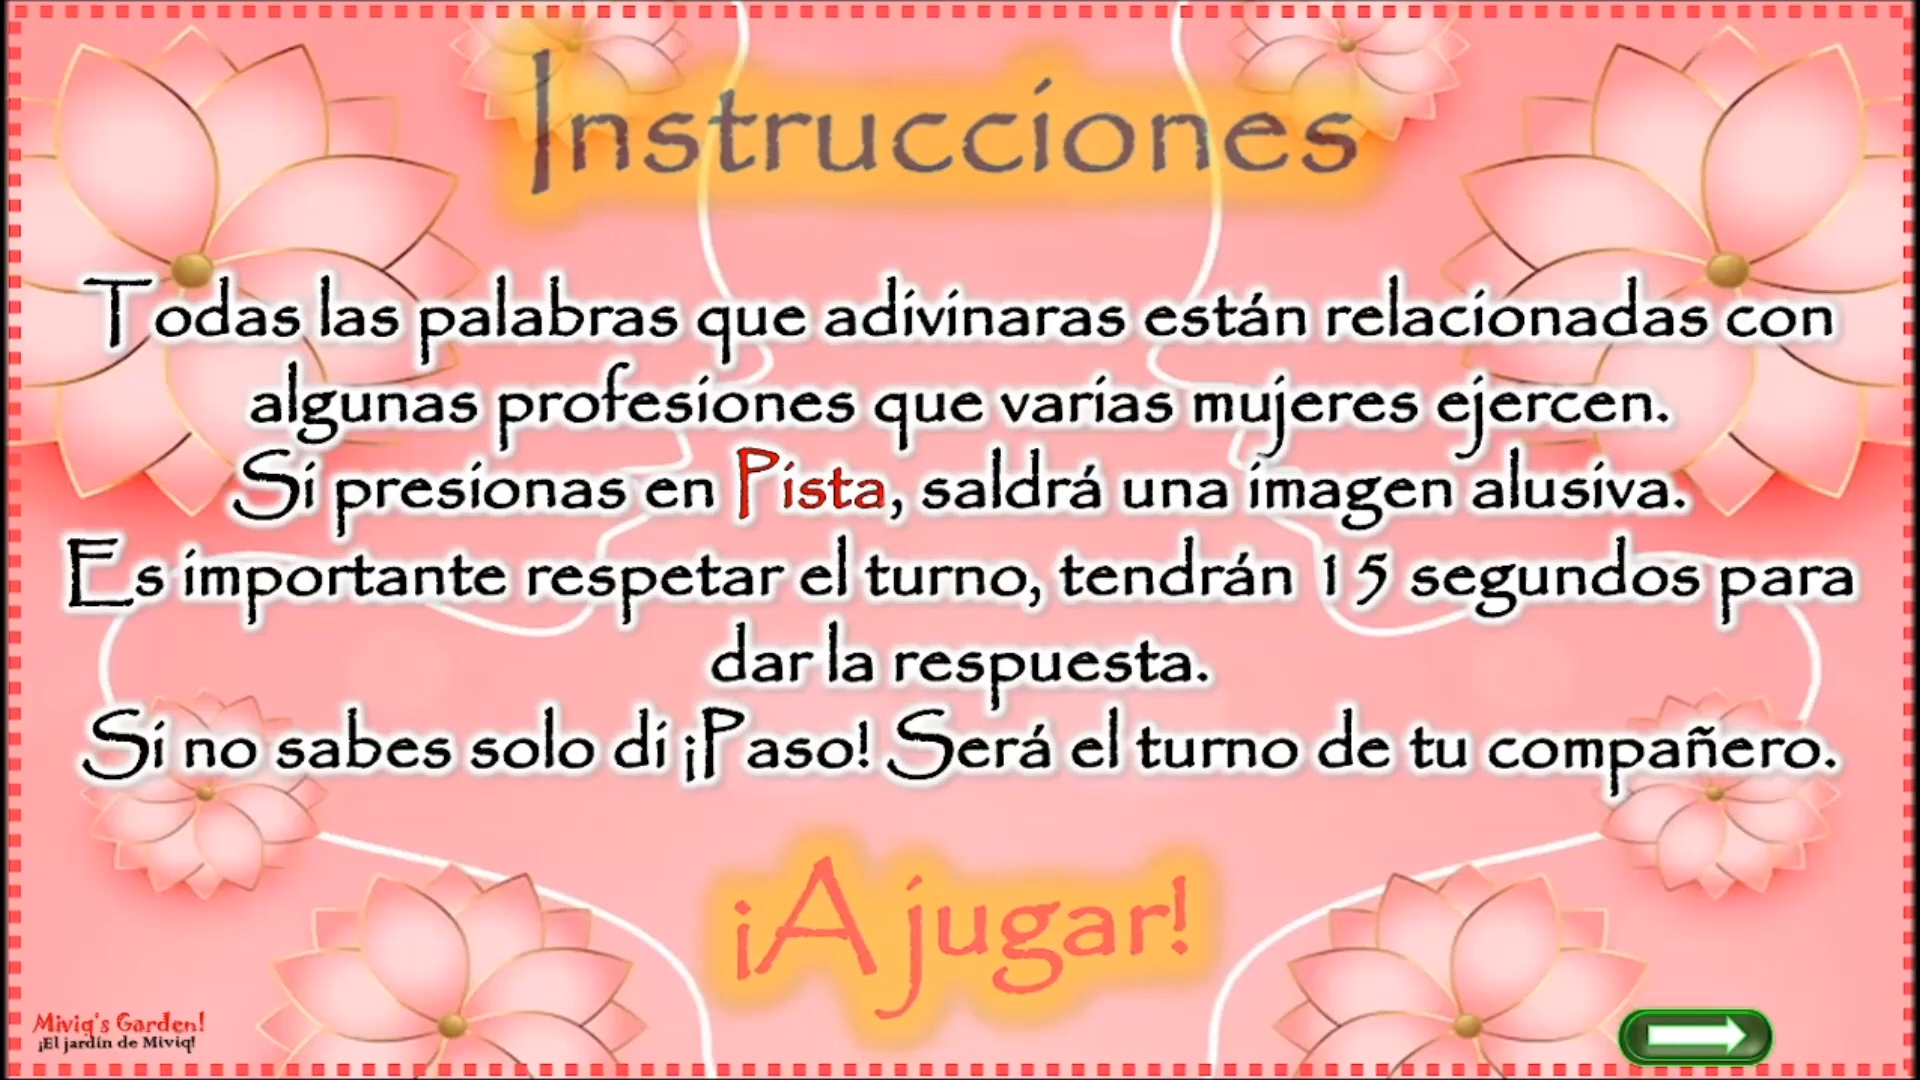 Instrucciones
Todas las palabras que adivinaras están relacionadas con
algunas profesiones que varias mujeres ejercen.
Si presionas en Pista, saldrá una imagen alusiva.
Es importante respetar el turno, tendrán 15 segundos para
dar la respuesta.
Si no sabes solo di ¡Paso! Será el turno de tu compañero.
¡A jugar!
Miviq's Garden!
¡El jardín de Miviq!